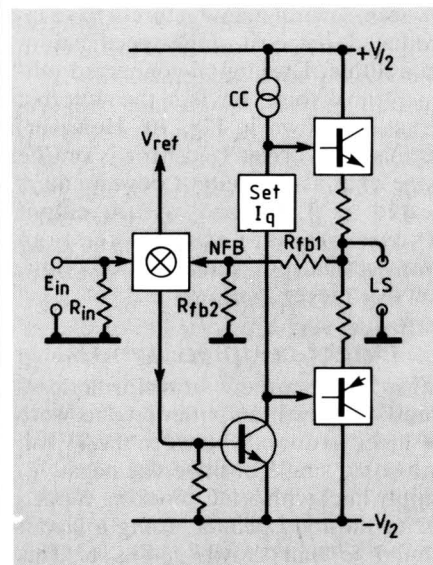 +V/2
CC
Vref
Set
Iq
NFB
Rfb1
Ein
Rin
Rfb2
LS
-V/2